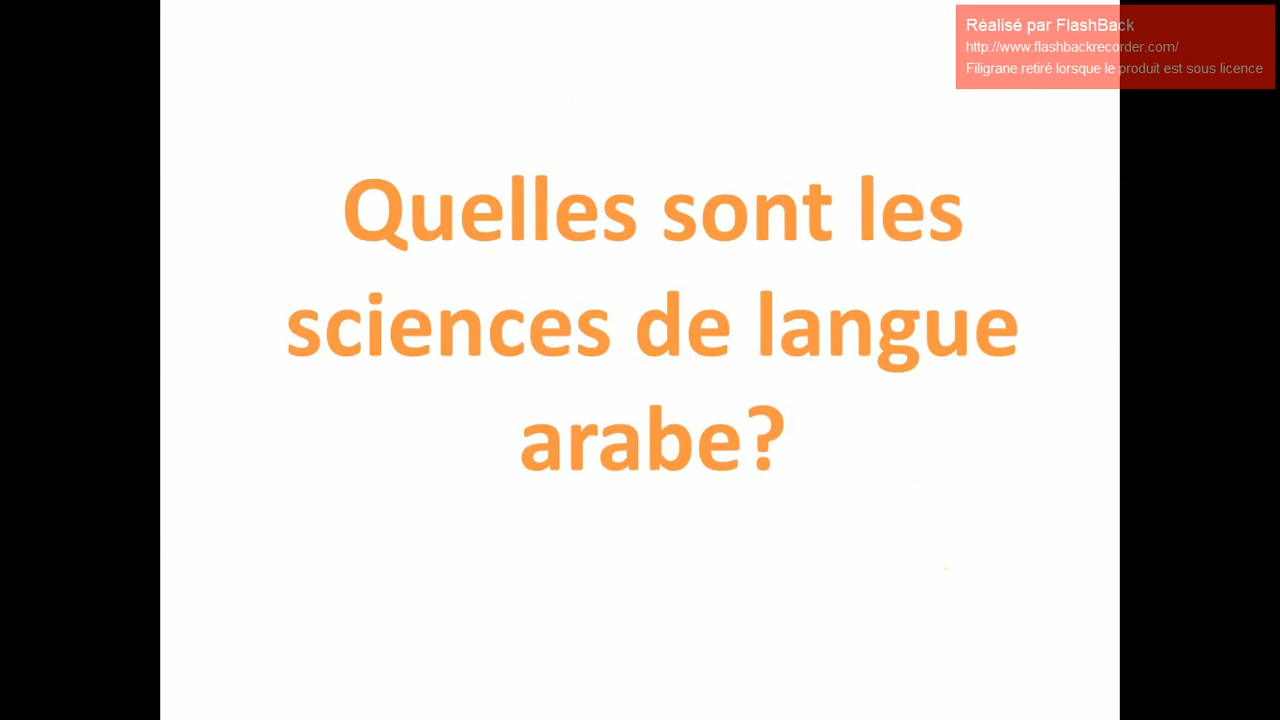 Réalisé par FlashBack
http://www.flashbackrecorder.com/
Filigrane retiré lorsque le produit est sous licence
Quelles sont les
sciences de langue
arabe?